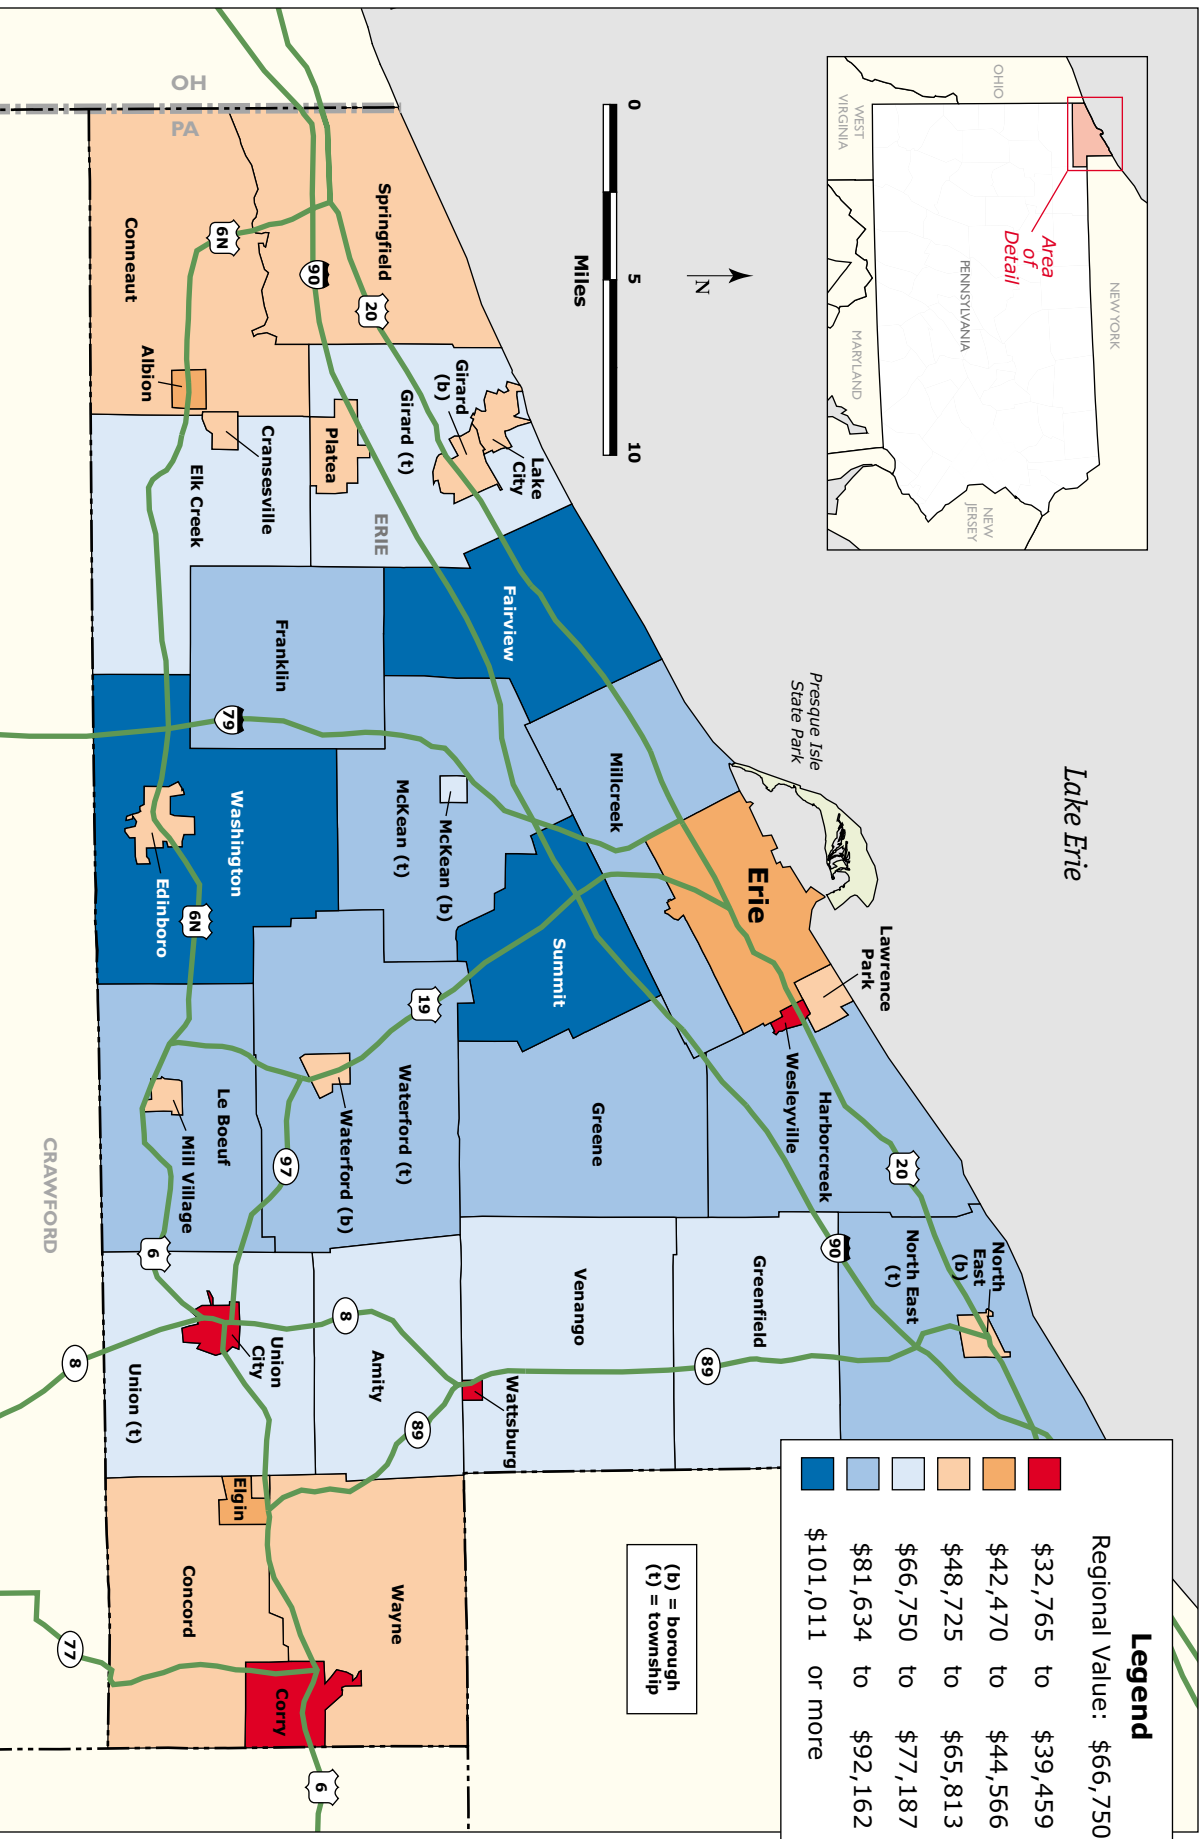 Lake Erie
Presque Isle
State Park
OHIO
WEST
VIRGINIA
PENNSYLVANIA
NEW YORK
MARYLAND
NEW
JERSEY
Area
of
Detail
N
0
5
10
Miles
OH
PA
ERIE
CRAWFORD
Springfield
Conneaut
Albion
Cranesville
Elk Creek
Platea
Girard (t)
Girard
(b)
Lake
City
Fairview
Franklin
Washington
Edinboro
McKean (t)
McKean (b)
Millcreek
Erie
Summit
Lawrence
Park
Wesleyville
Harborcreek
Greene
Waterford (t)
Waterford (b)
Le Boeuf
Mill Village
North
East
(b)
North East
(t)
Greenfield
Venango
Wattsburg
Amity
Union
City
Union (t)
Elgin
Concord
Wayne
Corry
6N
90
20
79
6N
19
97
20
90
6
8
8
89
89
77
6
(b) = borough
(t) = township
Legend
Regional Value: $66,750
$32,765 to $39,459
$42,470 to $44,566
$48,725 to $65,813
$66,750 to $77,187
$81,634 to $92,162
$101,011 or more